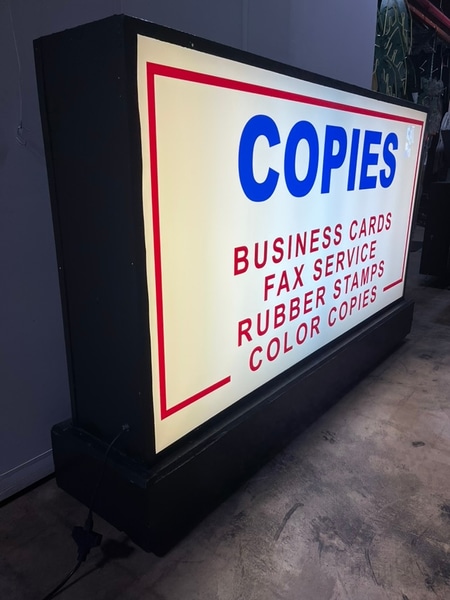 COPIES
BUSINESS CARDS
FAX SERVICE
RUBBER STAMPS
COLOR COPIES